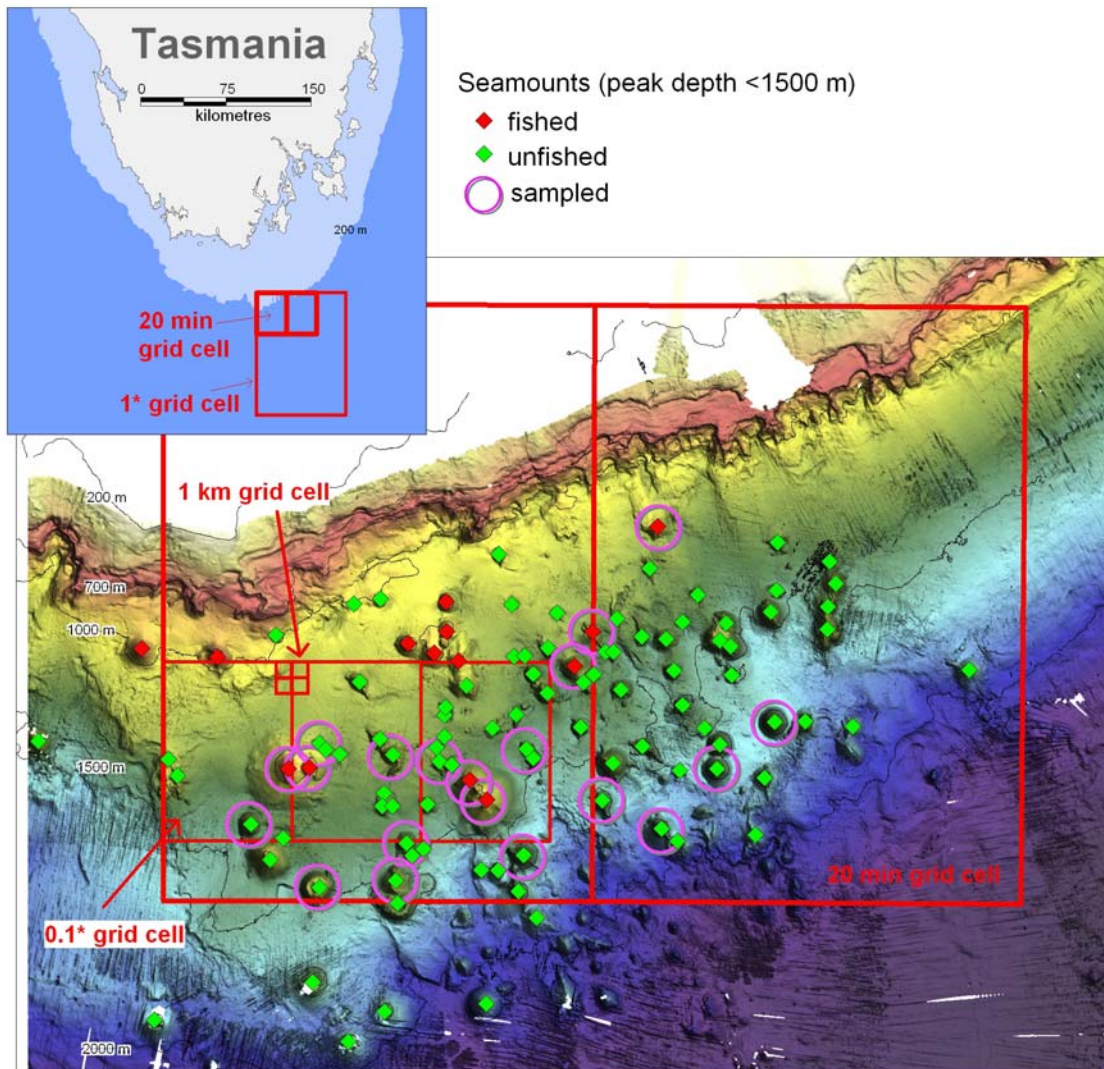 Tasmania
0 75 150
kilometres
200 m
20 min
grid cell
1* grid cell
Seamounts (peak depth <1500 m)
fished
unfished
sampled
1 km grid cell
200 m
700 m
1000 m
1500 m
0.1* grid cell
20 min grid cell
2000 m